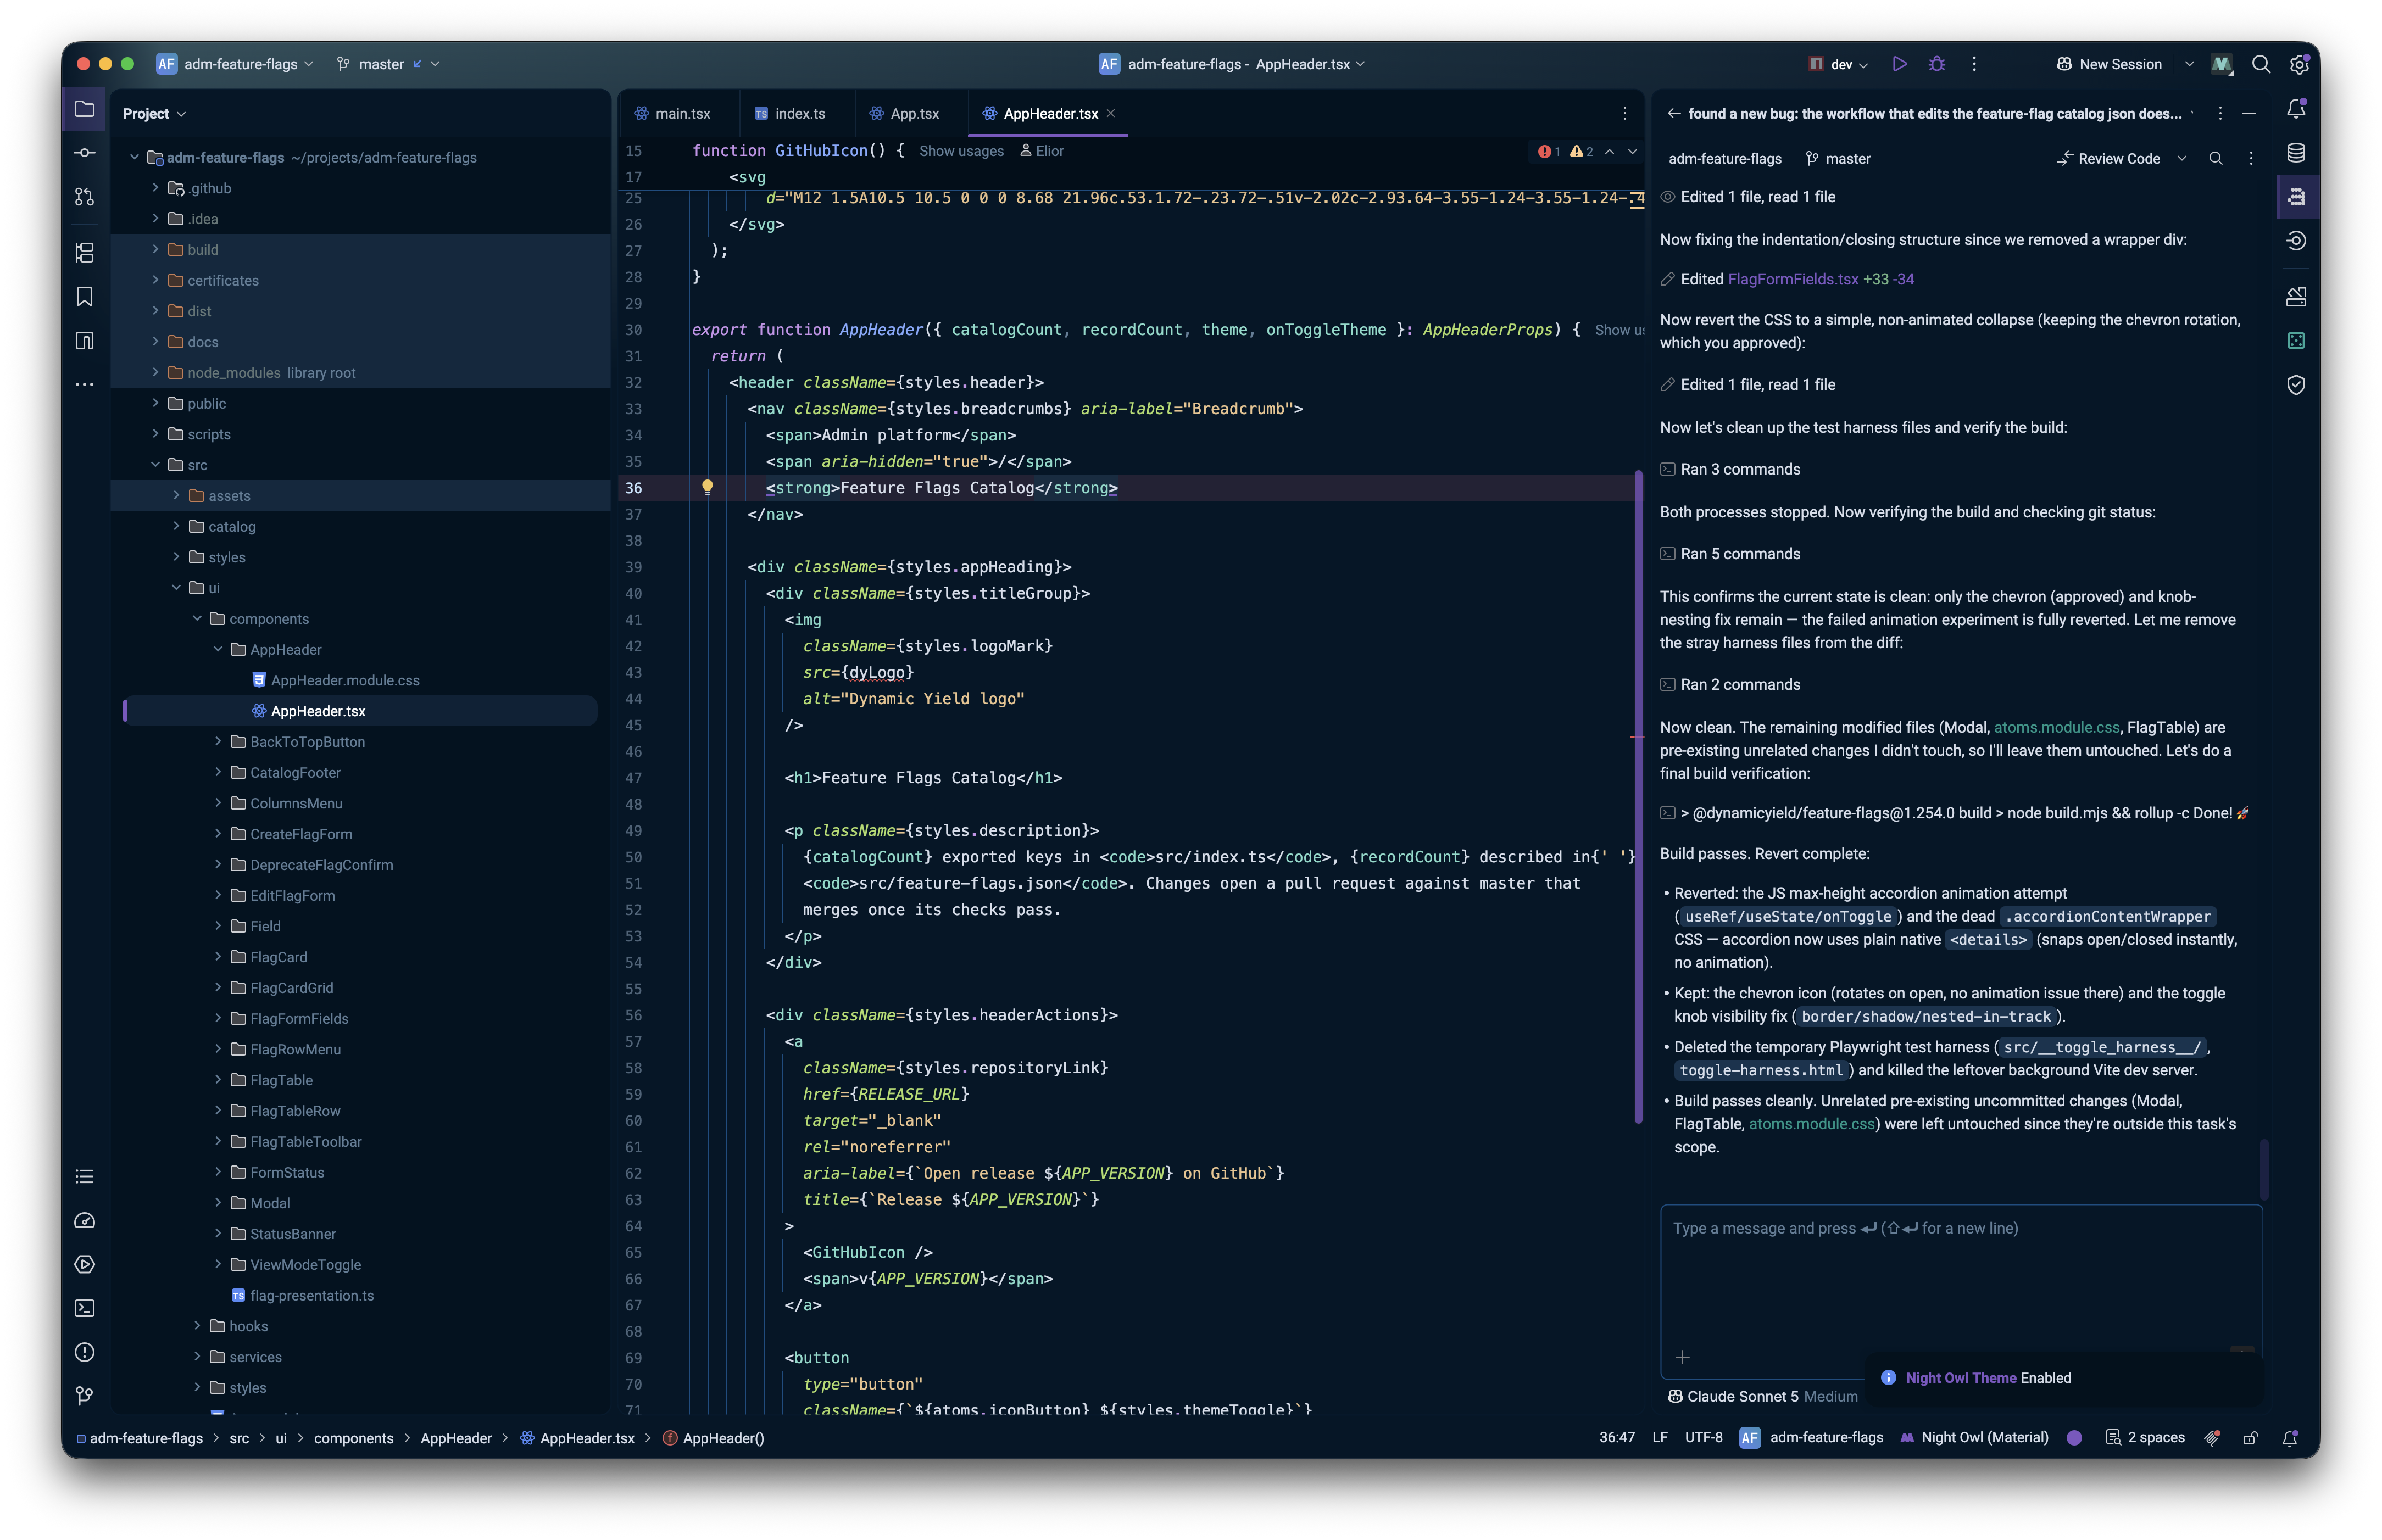 AF adm-feature-flags
master
AF adm-feature-flags - AppHeader.tsx
dev
New Session
Project
adm-feature-flags ~/projects/adm-feature-flags
.github
.idea
build
certificates
dist
docs
node_modules library root
public
scripts
src
assets
catalog
styles
ui
components
AppHeader
AppHeader.module.css
AppHeader.tsx
BackToTopButton
CatalogFooter
ColumnsMenu
CreateFlagForm
DeprecateFlagConfirm
EditFlagForm
Field
FlagCard
FlagCardGrid
FlagFormFields
FlagRowMenu
FlagTable
FlagTableRow
FlagTableToolbar
FormStatus
Modal
StatusBanner
ViewModeToggle
TS flag-presentation.ts
hooks
services
styles
main.tsx
TS index.ts
App.tsx
AppHeader.tsx
1 2
15 function GitHubIcon() { Show usages Elior
17 <svg
25 d="M12 1.5A10.5 10.5 0 0 0 8.68 21.96c.53.1.72-.23.72-.51v-2.02c-2.93.64-3.55-1.24-3.55-1.24-.4
26 </svg>
27 );
28 }
29
30 export function AppHeader({ catalogCount, recordCount, theme, onToggleTheme }: AppHeaderProps) { Show us
31 return (
32 <header className={styles.header}>
33 <nav className={styles.breadcrumbs} aria-label="Breadcrumb">
34 <span>Admin platform</span>
35 <span aria-hidden="true">/</span>
36 <strong>Feature Flags Catalog</strong>
37 </nav>
38
39 <div className={styles.appHeading}>
40 <div className={styles.titleGroup}>
41 <img
42 className={styles.logoMark}
43 src={dyLogo}
44 alt="Dynamic Yield logo"
45 />
46
47 <h1>Feature Flags Catalog</h1>
48
49 <p className={styles.description}>
50 {catalogCount} exported keys in <code>src/index.ts</code>, {recordCount} described in{' '}
51 <code>src/feature-flags.json</code>. Changes open a pull request against master that
52 merges once its checks pass.
53 </p>
54 </div>
55
56 <div className={styles.headerActions}>
57 <a
58 className={styles.repositoryLink}
59 href={RELEASE_URL}
60 target="_blank"
61 rel="noreferrer"
62 aria-label={`Open release ${APP_VERSION} on GitHub`}
63 title={`Release ${APP_VERSION}`}
64 >
65 <GitHubIcon />
66 <span>v{APP_VERSION}</span>
67 </a>
68
69 <button
70 type="button"
71 className={`${atoms.iconButton} ${styles.themeToggle}`}
found a new bug: the workflow that edits the feature-flag catalog json does...
adm-feature-flags master
Review Code
Edited 1 file, read 1 file
Now fixing the indentation/closing structure since we removed a wrapper div:
Edited FlagFormFields.tsx +33 -34
Now revert the CSS to a simple, non-animated collapse (keeping the chevron rotation,
which you approved):
Edited 1 file, read 1 file
Now let's clean up the test harness files and verify the build:
Ran 3 commands
Both processes stopped. Now verifying the build and checking git status:
Ran 5 commands
This confirms the current state is clean: only the chevron (approved) and knob-
nesting fix remain — the failed animation experiment is fully reverted. Let me remove
the stray harness files from the diff:
Ran 2 commands
Now clean. The remaining modified files (Modal, atoms.module.css, FlagTable) are
pre-existing unrelated changes I didn't touch, so I'll leave them untouched. Let's do a
final build verification:
> @dynamicyield/feature-flags@1.254.0 build > node build.mjs && rollup -c Done! 🚀
Build passes. Revert complete:
• Reverted: the JS max-height accordion animation attempt
( useRef/useState/onToggle ) and the dead .accordionContentWrapper
CSS — accordion now uses plain native <details> (snaps open/closed instantly,
no animation).
• Kept: the chevron icon (rotates on open, no animation issue there) and the toggle
knob visibility fix ( border/shadow/nested-in-track ).
• Deleted the temporary Playwright test harness ( src/__toggle_harness__/ ,
toggle-harness.html ) and killed the leftover background Vite dev server.
• Build passes cleanly. Unrelated pre-existing uncommitted changes (Modal,
FlagTable, atoms.module.css) were left untouched since they're outside this task's
scope.
Type a message and press ⏎ (⇧⏎ for a new line)
Claude Sonnet 5 Medium
Night Owl Theme Enabled
adm-feature-flags > src > ui > components > AppHeader > AppHeader.tsx > f AppHeader()
36:47 LF UTF-8 AF adm-feature-flags Night Owl (Material) 2 spaces